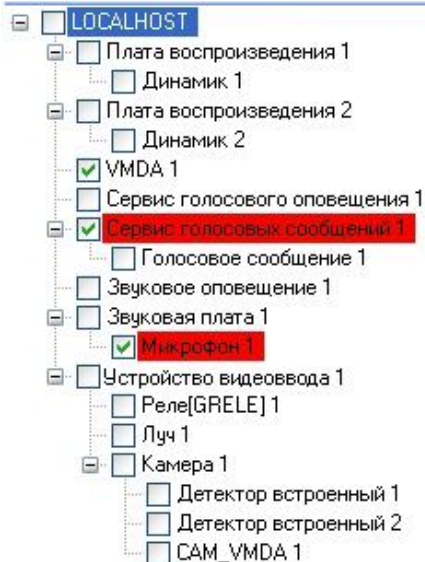 LOCALHOST
Плата воспроизведения 1
Динамик 1
Плата воспроизведения 2
Динамик 2
VMDA 1
Сервис голосового оповещения 1
Сервис голосовых сообщений 1
Голосовое сообщение 1
Звуковое оповещение 1
Звуковая плата 1
Микрофон 1
Устройство видеоввода 1
Реле[GRELE] 1
Луч 1
Камера 1
Детектор встроенный 1
Детектор встроенный 2
CAM_VMDA 1